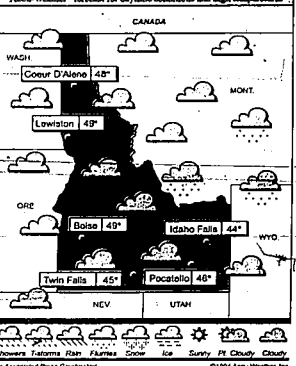 CANADA
WASH.
Coeur D'Alene 48°
MONT.
Lewiston 49°
ORE
Boise 49°
Idaho Falls 44°
WYO.
Twin Falls 45°
Pocatello 46°
NEV.
UTAH
Showers T-storms Rain Flurries Snow Ice Sunny Pt. Cloudy Cloudy